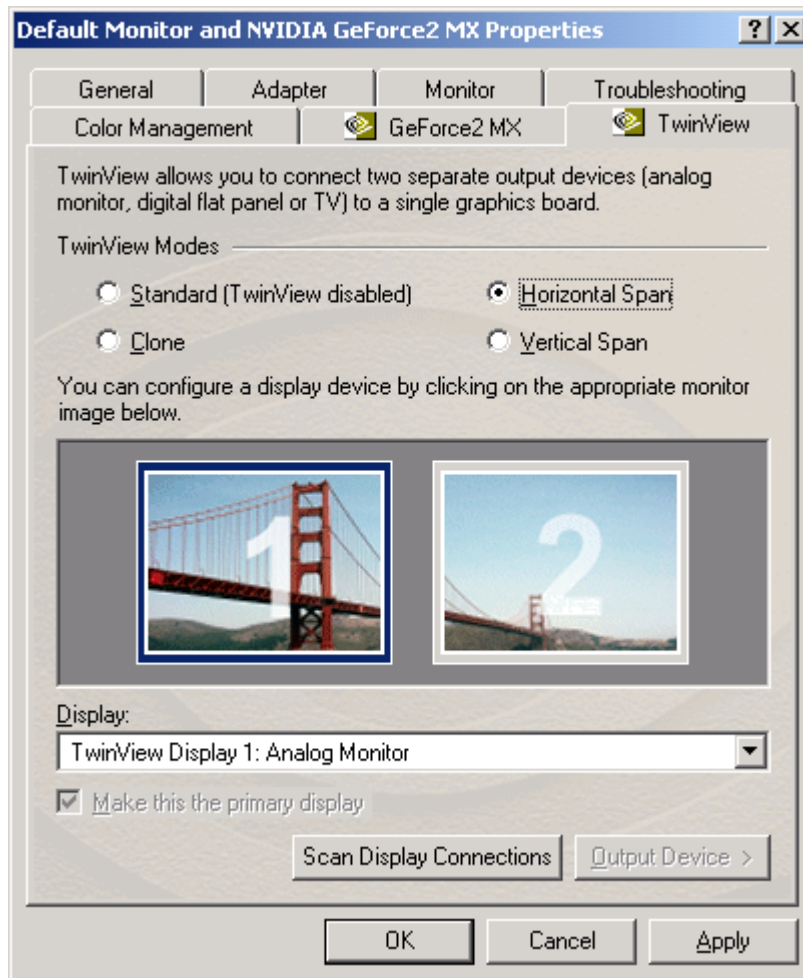 Default Monitor and NVIDIA GeForce2 MX Properties
General Adapter Monitor Troubleshooting
Color Management GeForce2 MX TwinView
TwinView allows you to connect two separate output devices (analog
monitor, digital flat panel or TV) to a single graphics board.
TwinView Modes
Standard (TwinView disabled) Horizontal Span
Clone Vertical Span
You can configure a display device by clicking on the appropriate monitor
image below.
1 2
Display:
TwinView Display 1: Analog Monitor
Make this the primary display
Scan Display Connections Output Device >
OK Cancel Apply